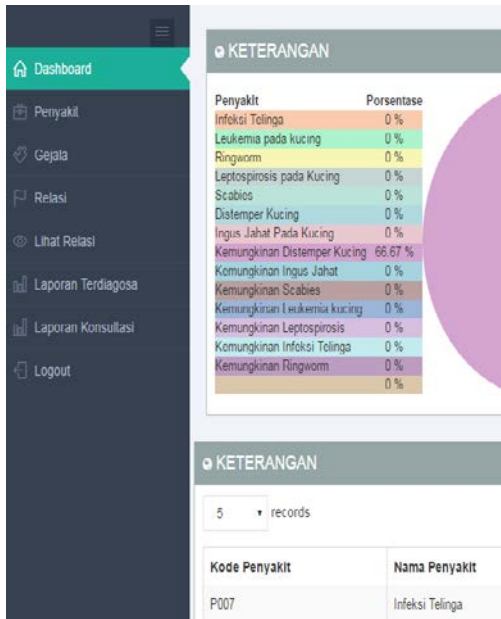 Dashboard
Penyakit
Gejala
Relasi
Lihat Relasi
Laporan Terdiagosa
Laporan Konsultasi
Logout
KETERANGAN
Penyakit Porsentase
Infeksi Telinga 0 %
Leukemia pada kucing 0 %
Ringworm 0 %
Leptospirosis pada Kucing 0 %
Scabies 0 %
Distemper Kucing 0 %
Ingus Jahat Pada Kucing 0 %
Kemungkinan Distemper Kucing 66.67 %
Kemungkinan Ingus Jahat 0 %
Kemungkinan Scabies 0 %
Kemungkinan Leukemia kucing 0 %
Kemungkinan Leptospirosis 0 %
Kemungkinan Infeksi Telinga 0 %
Kemungkinan Ringworm 0 %
0 %
KETERANGAN
5 records
Kode Penyakit Nama Penyakit
P007 Infeksi Telinga